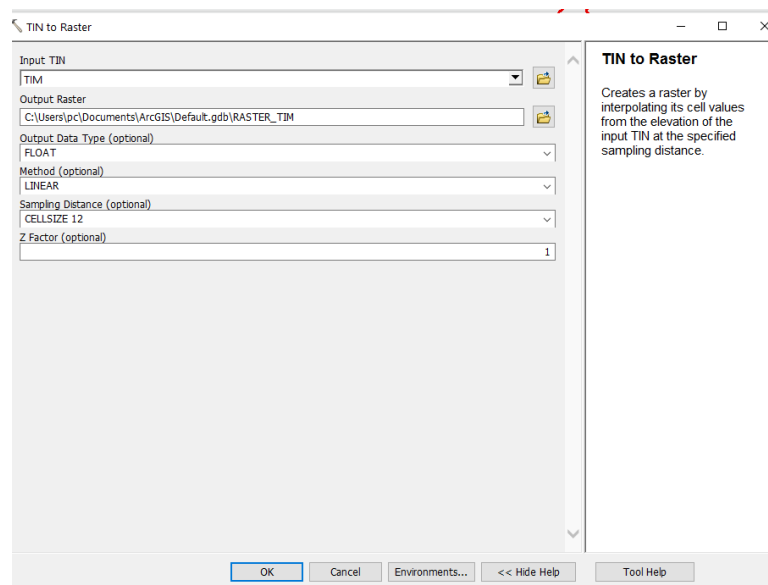 TIN to Raster
Input TIN
TIM
Output Raster
C:\Users\pc\Documents\ArcGIS\Default.gdb\RASTER_TIM
Output Data Type (optional)
FLOAT
Method (optional)
LINEAR
Sampling Distance (optional)
CELLSIZE 12
Z Factor (optional)
1
TIN to Raster
Creates a raster by
interpolating its cell values
from the elevation of the
input TIN at the specified
sampling distance.
OK
Cancel
Environments...
<< Hide Help
Tool Help